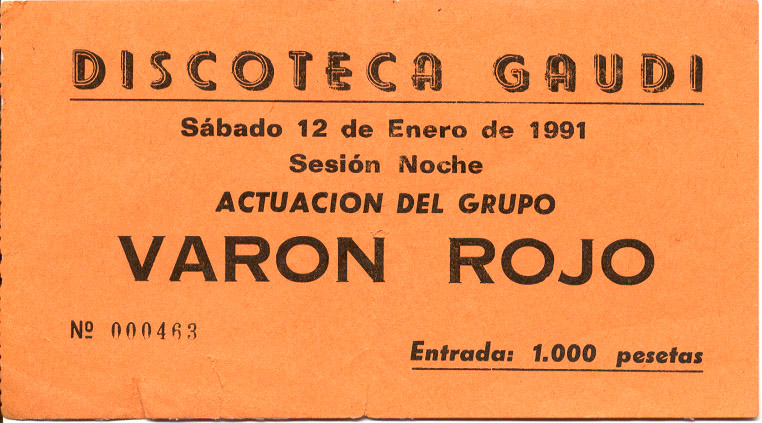 DISCOTECA GAUDI
Sábado 12 de Enero de 1991
Sesión Noche
ACTUACION DEL GRUPO
VARON ROJO
Nº 000463
Entrada: 1.000 pesetas